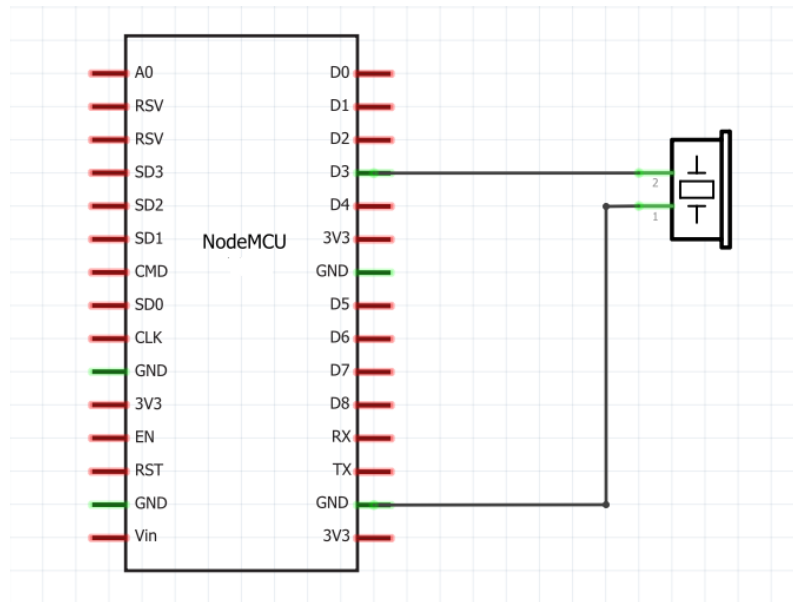 A0
RSV
RSV
SD3
SD2
SD1
CMD
SD0
CLK
GND
3V3
EN
RST
GND
Vin
NodeMCU
D0
D1
D2
D3
D4
3V3
GND
D5
D6
D7
D8
RX
TX
GND
3V3
2
1